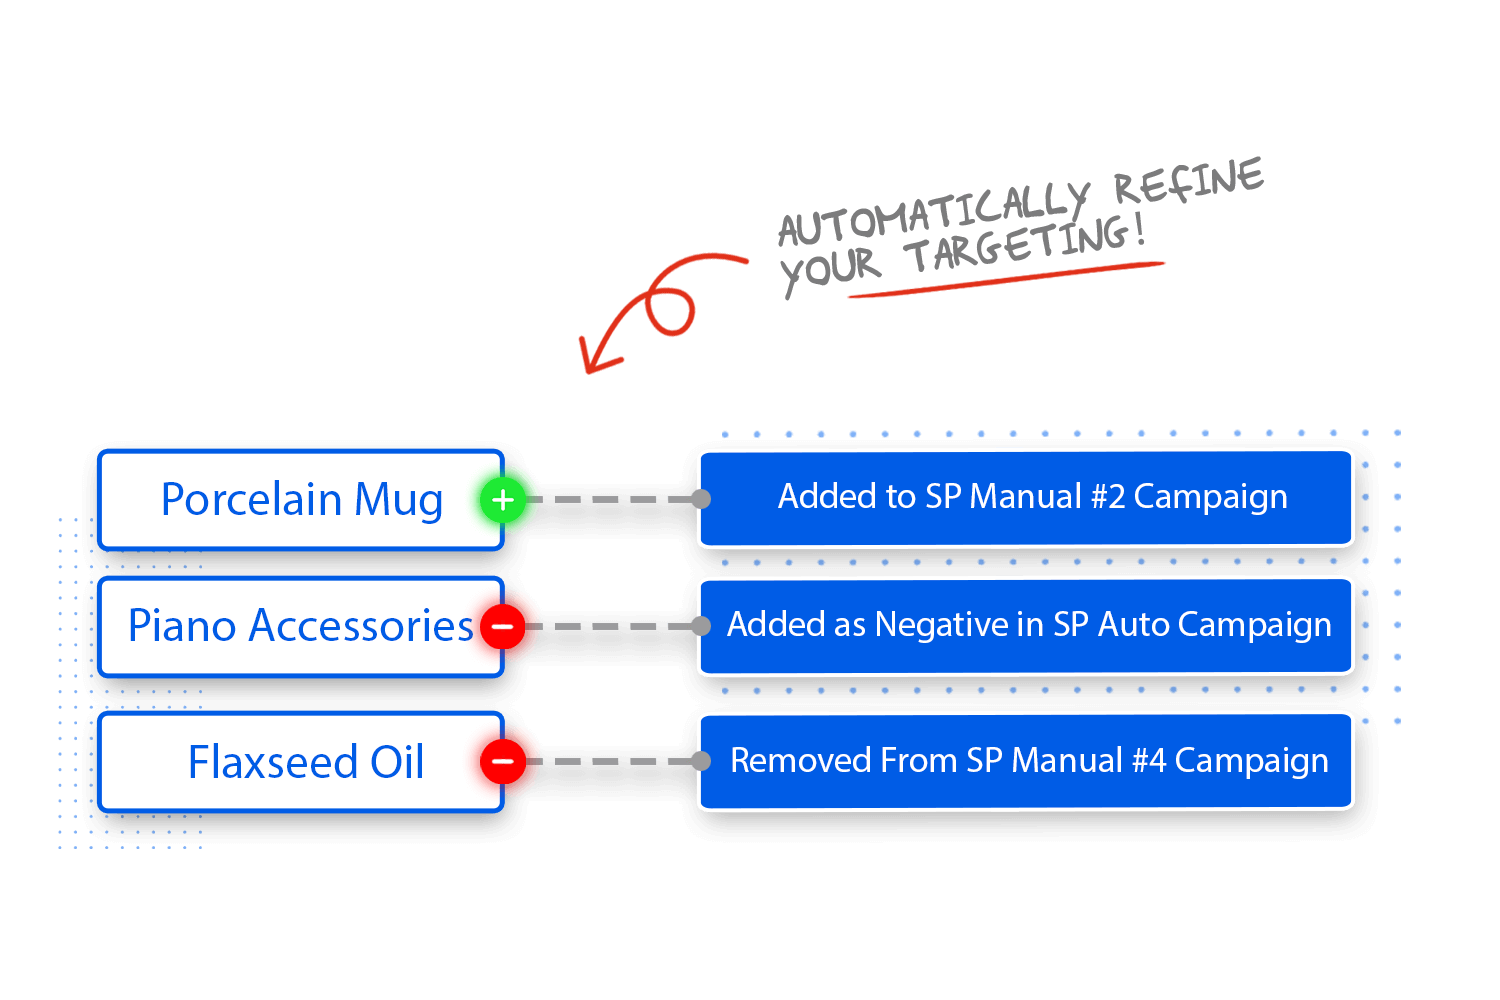 AUTOMATICALLY REFINE
YOUR TARGETING!
Porcelain Mug
Added to SP Manual #2 Campaign
Piano Accessories
Added as Negative in SP Auto Campaign
Flaxseed Oil
Removed From SP Manual #4 Campaign